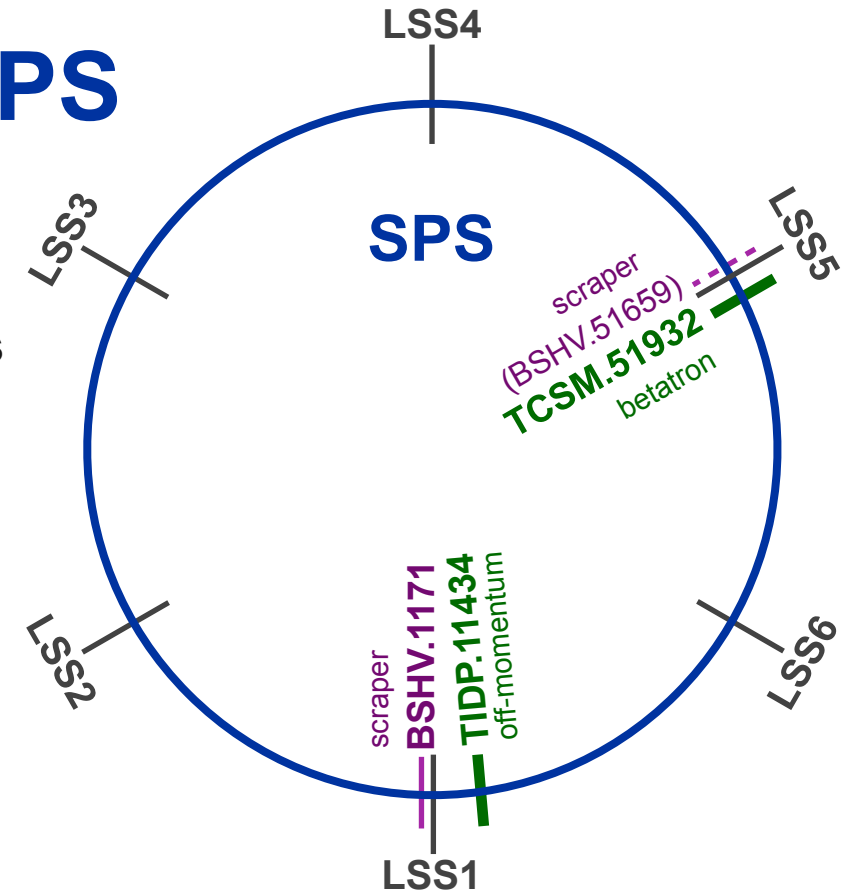 LSS4
PS
SPS
LSS3
LSS5
scraper
(BSHV.51659)
TCSM.51932
betatron
s
LSS2
LSS6
scraper
BSHV.1171
TIDP.11434
off-momentum
LSS1